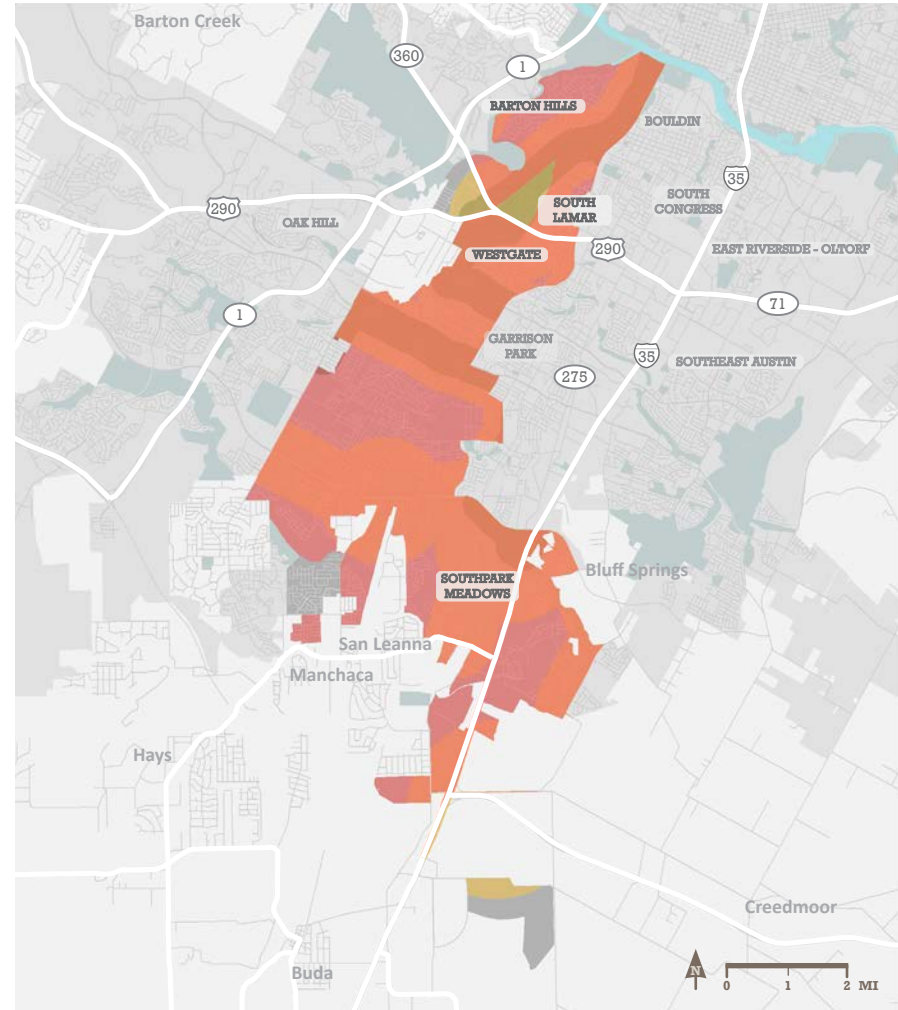 Barton Creek
360
1
BARTON HILLS
BOULDIN
35
290
OAK HILL
SOUTH
LAMAR
SOUTH
CONGRESS
WESTGATE
290
EAST RIVERSIDE - OLTORF
71
1
GARRISON
PARK
35
SOUTHEAST AUSTIN
275
SOUTHPARK
MEADOWS
Bluff Springs
San Leanna
Manchaca
Hays
Creedmoor
Buda
N
0 1 2 MI